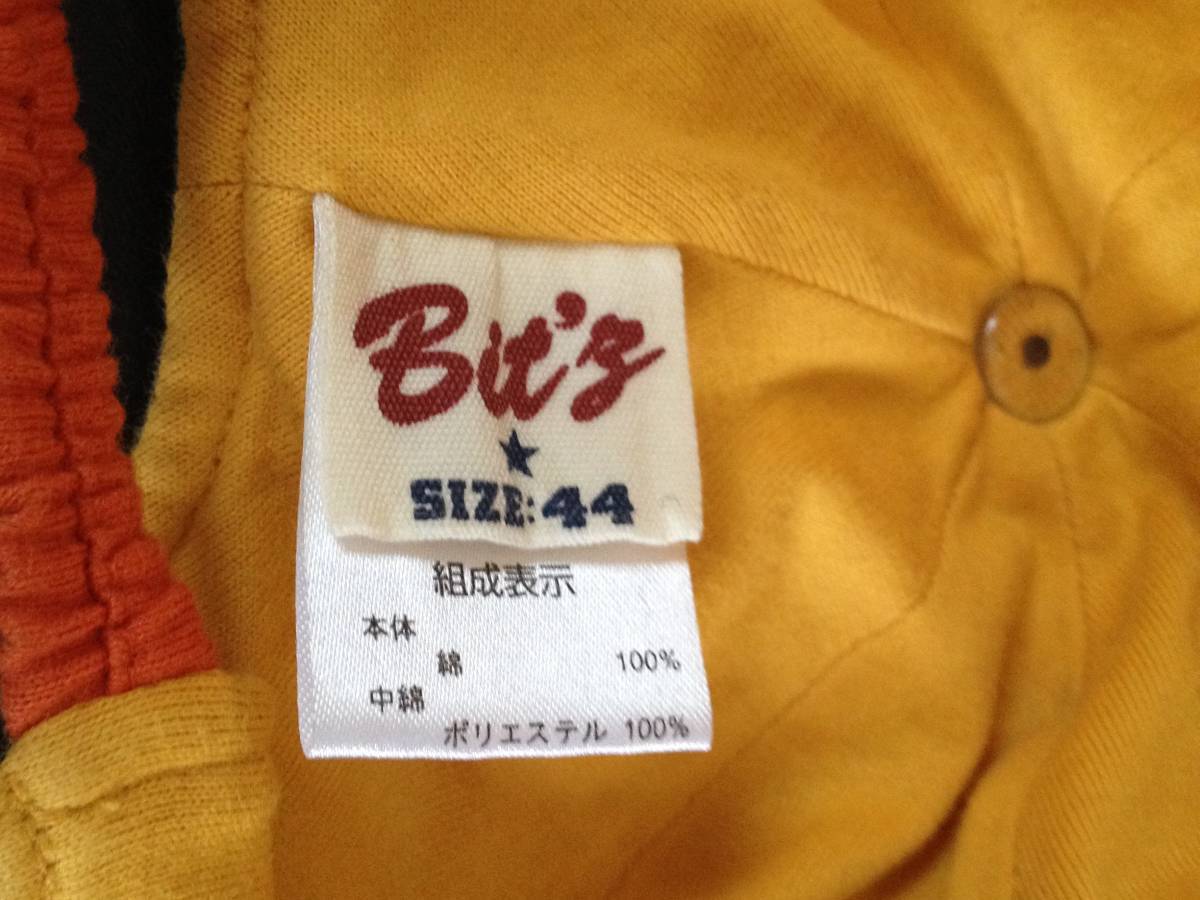 Bit'z
SIZE:44
組成表示
本体
綿 100%
中綿
ポリエステル 100%